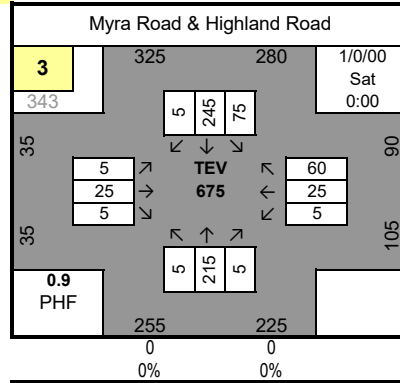 Myra Road & Highland Road
3
343
325
280
1/0/00
Sat
0:00
5 245 75
↙ ↓ ↘
35
90
5 ↗ TEV ↖ 60
25 → 675 ← 25
5 ↘ ↙ 5
35
105
↖ ↑ ↗
5 215 5
0.9
PHF
255
225
0 0
0% 0%